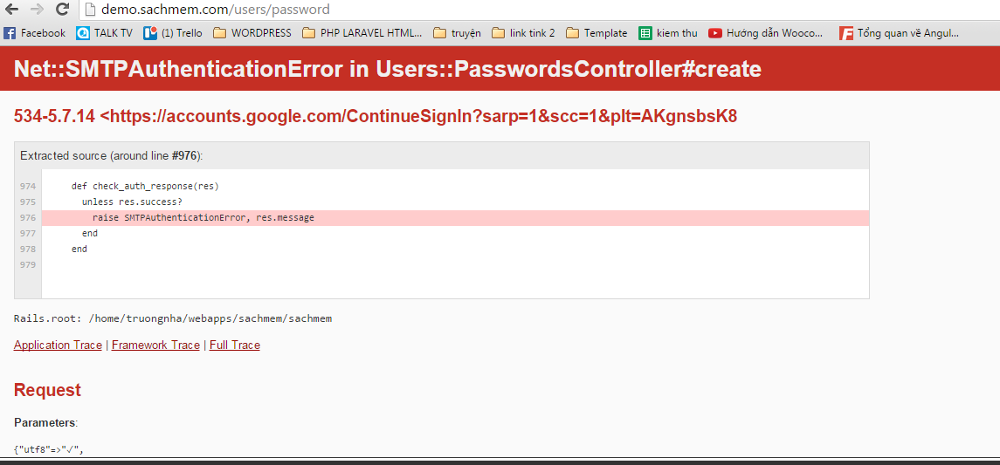 demo.sachmem.com/users/password
Facebook TALK TV (1) Trello WORDPRESS PHP LARAVEL HTML... truyện link tink 2 Template kiem thu Hướng dẫn Wooco... Tổng quan về Angul...
Net::SMTPAuthenticationError in Users::PasswordsController#create
534-5.7.14 <https://accounts.google.com/ContinueSignIn?sarp=1&scc=1&plt=AKgnsbsK8
Extracted source (around line #976):
974 def check_auth_response(res)
975 unless res.success?
976 raise SMTPAuthenticationError, res.message
977 end
978 end
979
Rails.root: /home/truongnha/webapps/sachmem/sachmem
Application Trace | Framework Trace | Full Trace
Request
Parameters:
{"utf8"=>"✓",